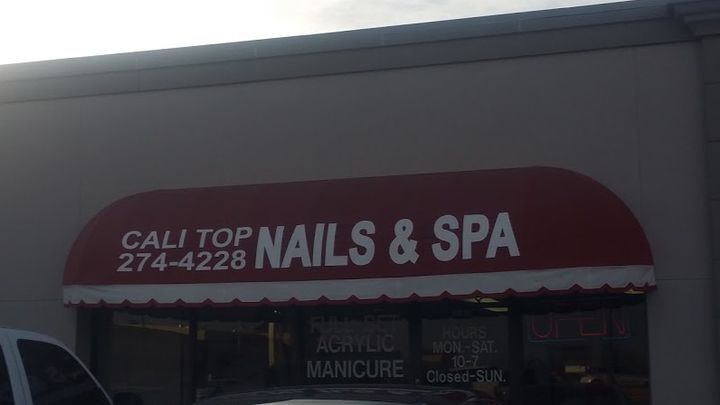 CALI TOP
274-4228
NAILS & SPA
FULL SET
ACRYLIC
MANICURE
HOURS
MON.-SAT.
10-7
Closed-SUN.
OPEN